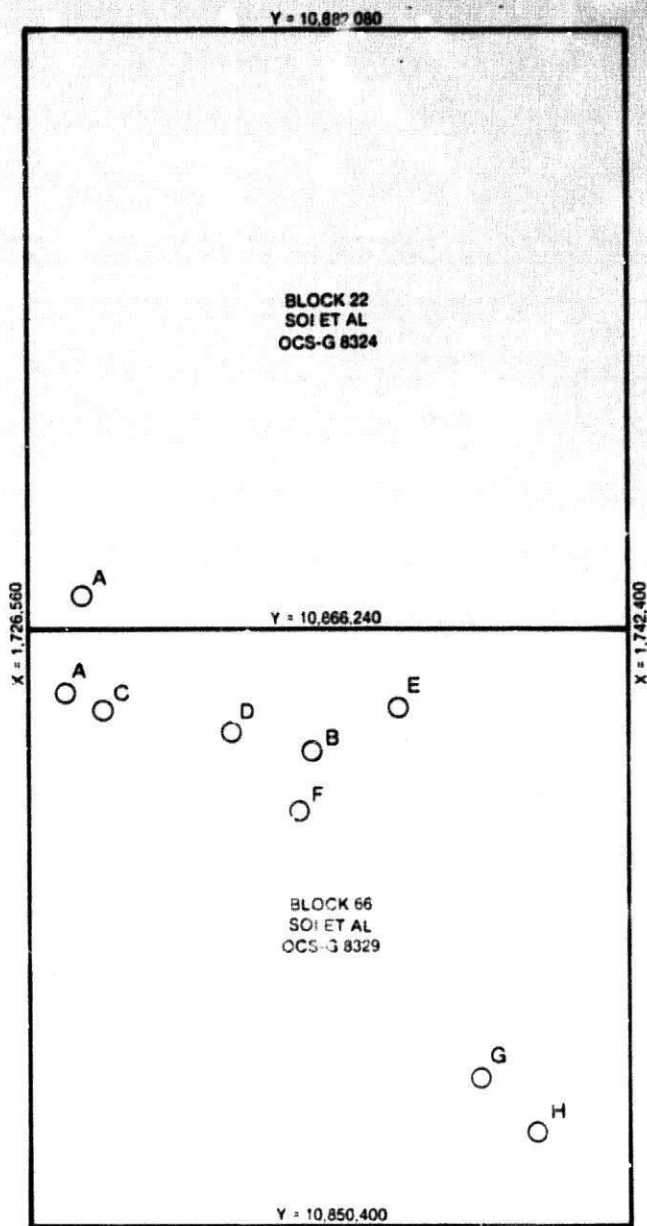 Y = 10,882,080
BLOCK 22
SOI ET AL
OCS-G 8324
A
X = 1,726,560
Y = 10,866,240
X = 1,742,400
A
C
D
B
E
F
BLOCK 66
SOI ET AL
OCS-G 8329
G
H
Y = 10,850,400